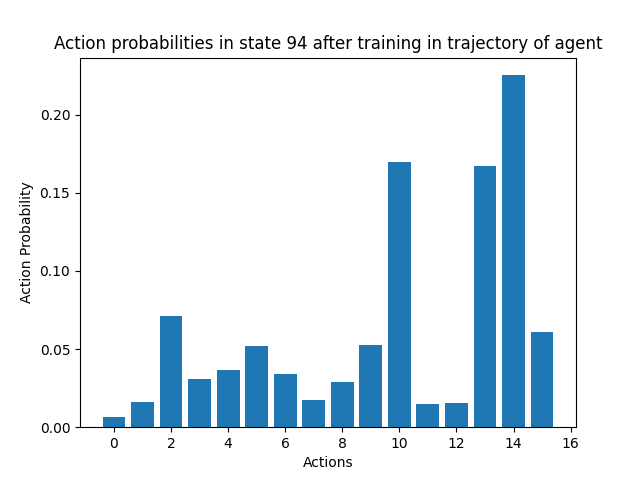 Action probabilities in state 94 after training in trajectory of agent
Action Probability
0.20
0.15
0.10
0.05
0.00
0 2 4 6 8 10 12 14 16
Actions